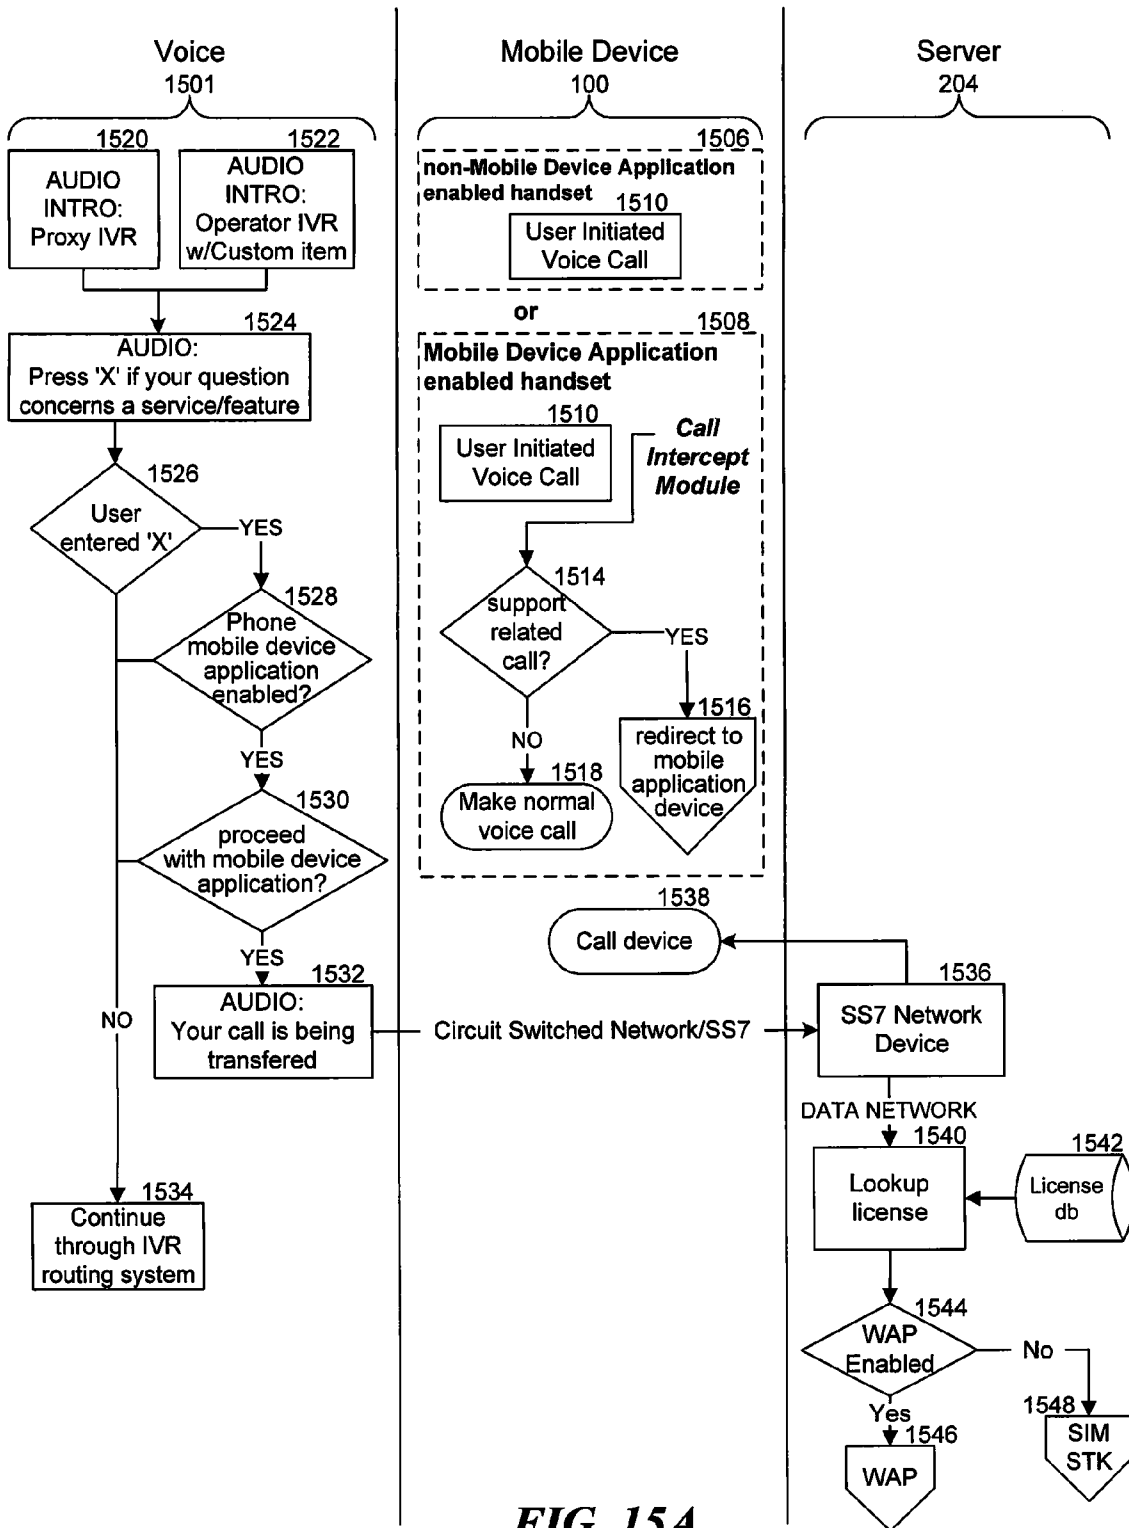 Voice
1501
1520
AUDIO
INTRO:
Proxy IVR
1522
AUDIO
INTRO:
Operator IVR
w/Custom item
1524
AUDIO:
Press 'X' if your question
concerns a service/feature
1526
User
entered 'X'
YES
1528
Phone
mobile device
application
enabled?
YES
1530
proceed
with mobile device
application?
YES
1532
AUDIO:
Your call is being
transfered
NO
1534
Continue
through IVR
routing system
Mobile Device
100
1506
non-Mobile Device Application
enabled handset
1510
User Initiated
Voice Call
or
1508
Mobile Device Application
enabled handset
1510
User Initiated
Voice Call
Call
Intercept
Module
1514
support
related
call?
YES
NO
1516
redirect to
mobile
application
device
1518
Make normal
voice call
1538
Call device
Circuit Switched Network/SS7
Server
204
1536
SS7 Network
Device
DATA NETWORK
1540
Lookup
license
1542
License
db
1544
WAP
Enabled
No
Yes
1546
WAP
1548
SIM
STK
FIG. 15A